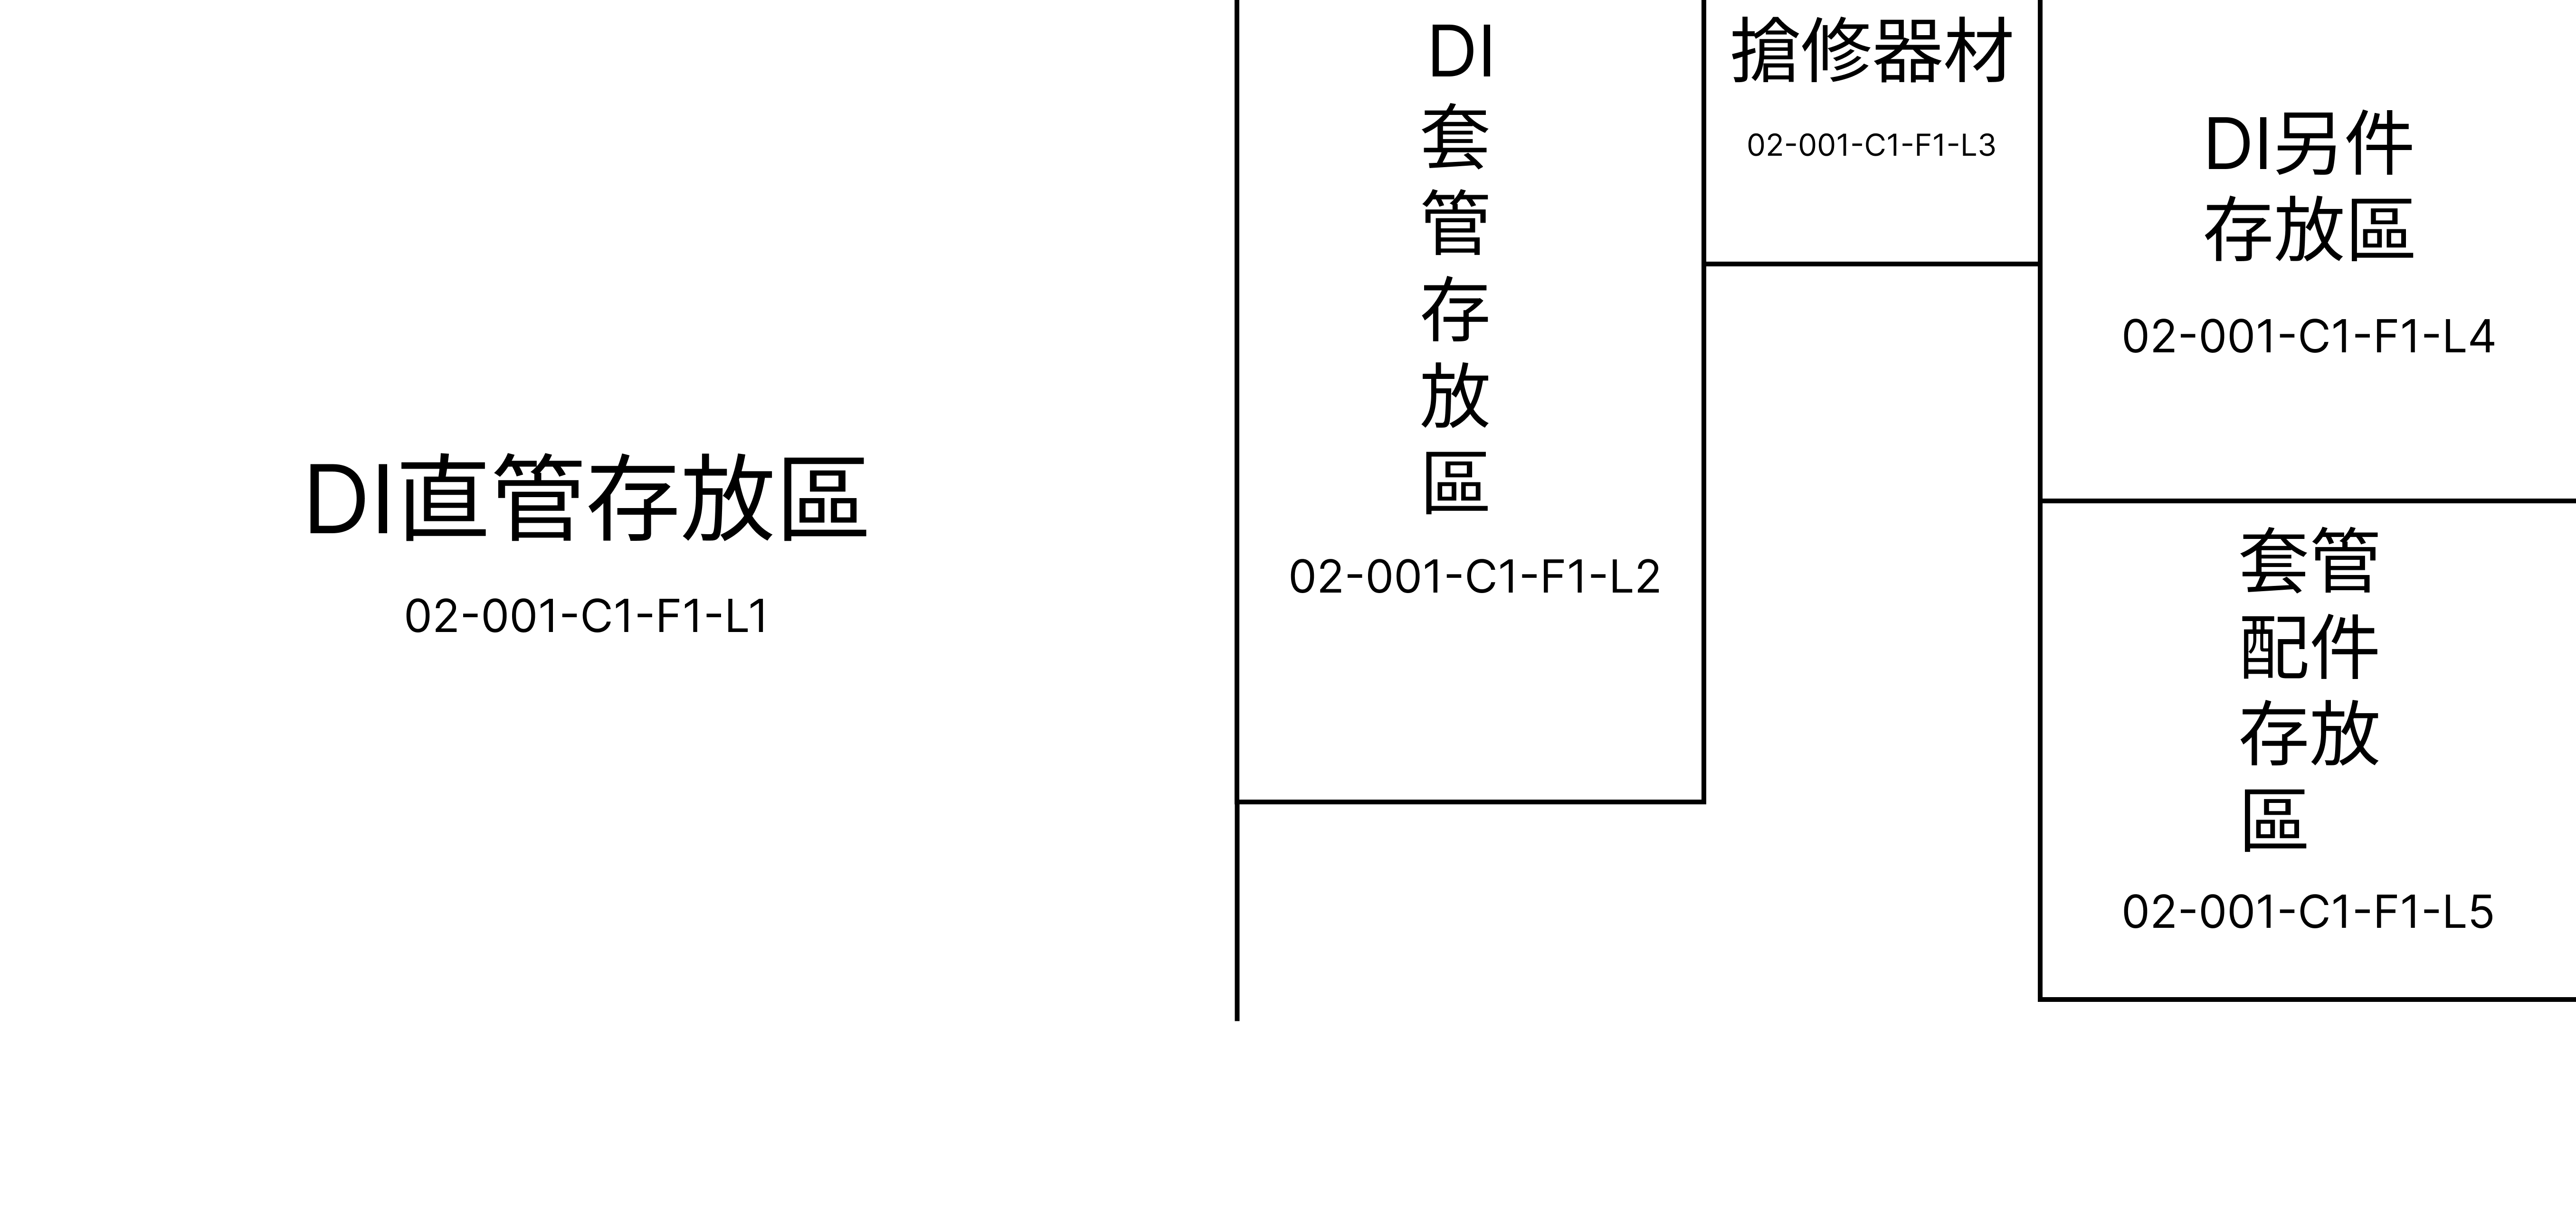 DI直管存放區
02-001-C1-F1-L1
DI
套
管
存
放
區
02-001-C1-F1-L2
搶修器材
02-001-C1-F1-L3
DI另件
存放區
02-001-C1-F1-L4
套管
配件
存放
區
02-001-C1-F1-L5